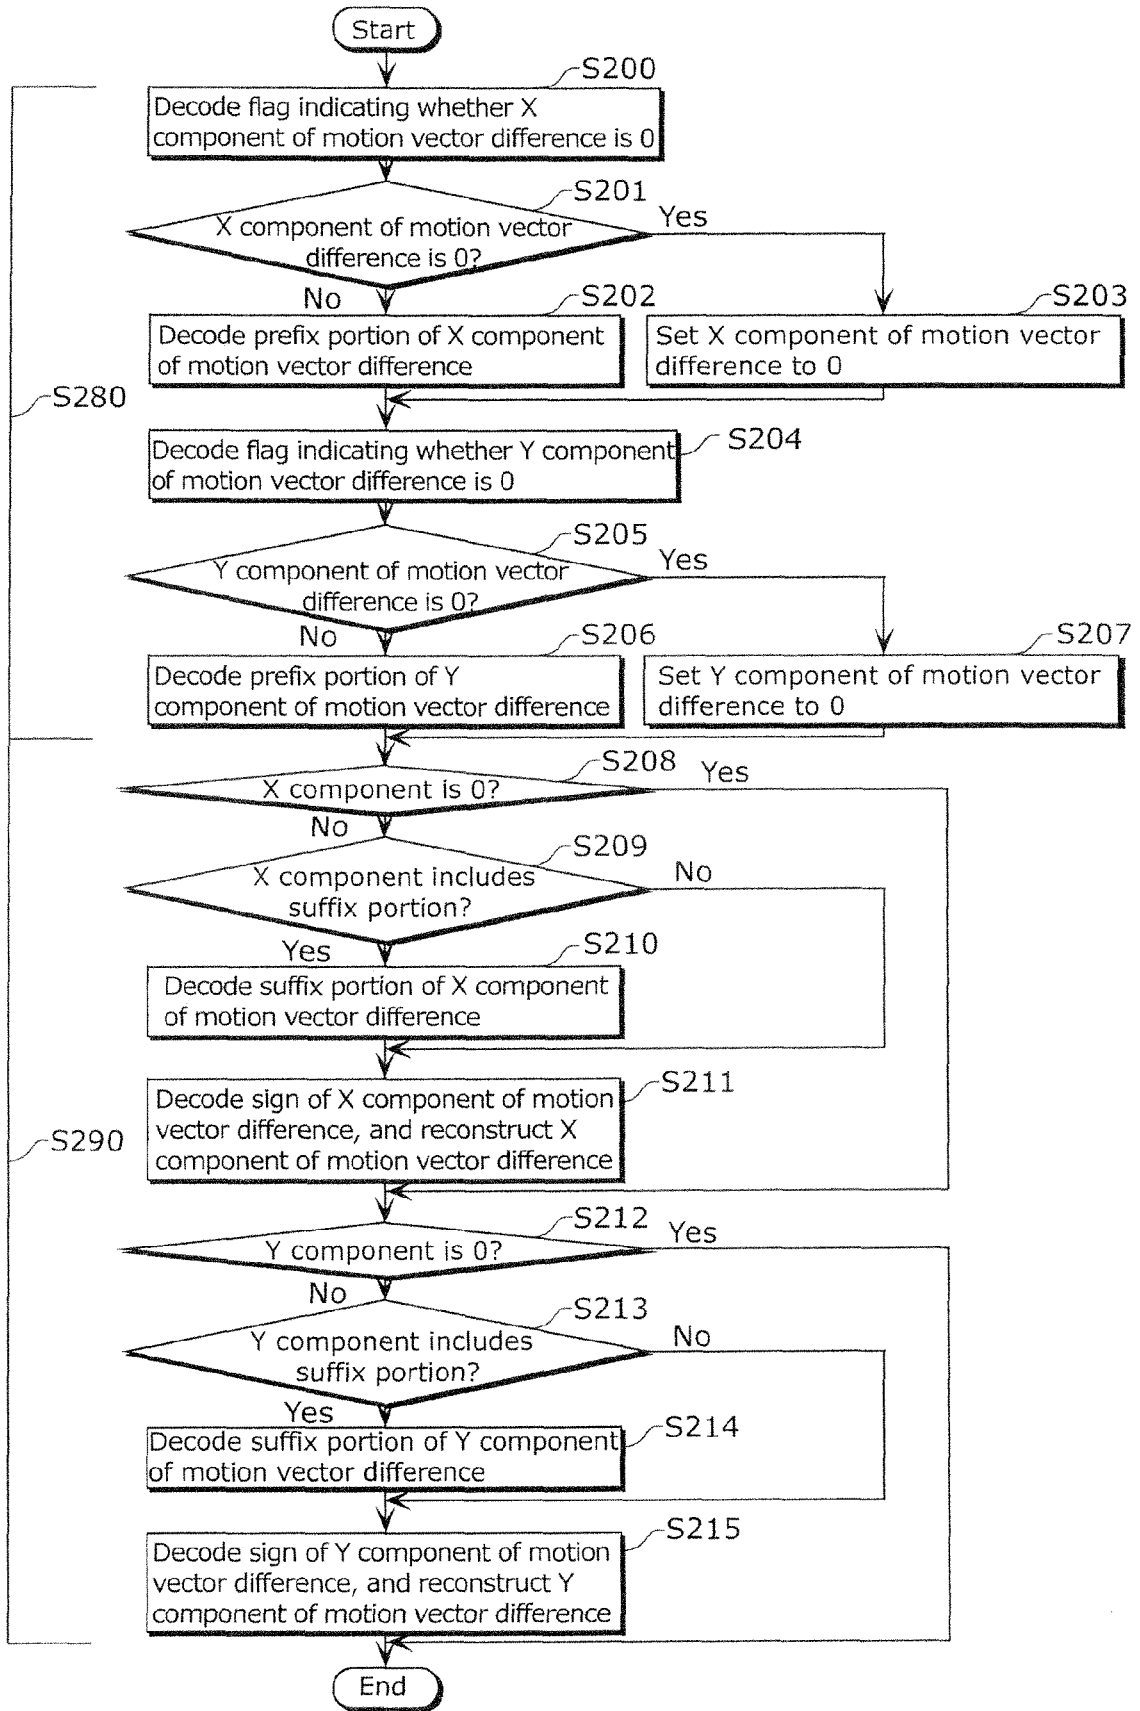 Start
S200
Decode flag indicating whether X
component of motion vector difference is 0
S201
X component of motion vector
difference is 0?
Yes
No
S202
Decode prefix portion of X component
of motion vector difference
S203
Set X component of motion vector
difference to 0
S280
S204
Decode flag indicating whether Y component
of motion vector difference is 0
S205
Y component of motion vector
difference is 0?
Yes
No
S206
Decode prefix portion of Y
component of motion vector difference
S207
Set Y component of motion vector
difference to 0
S208
X component is 0?
Yes
No
S209
X component includes
suffix portion?
No
Yes
S210
Decode suffix portion of X component
of motion vector difference
S211
Decode sign of X component of motion
vector difference, and reconstruct X
component of motion vector difference
S290
S212
Y component is 0?
Yes
No
S213
Y component includes
suffix portion?
No
Yes
S214
Decode suffix portion of Y component
of motion vector difference
S215
Decode sign of Y component of motion
vector difference, and reconstruct Y
component of motion vector difference
End